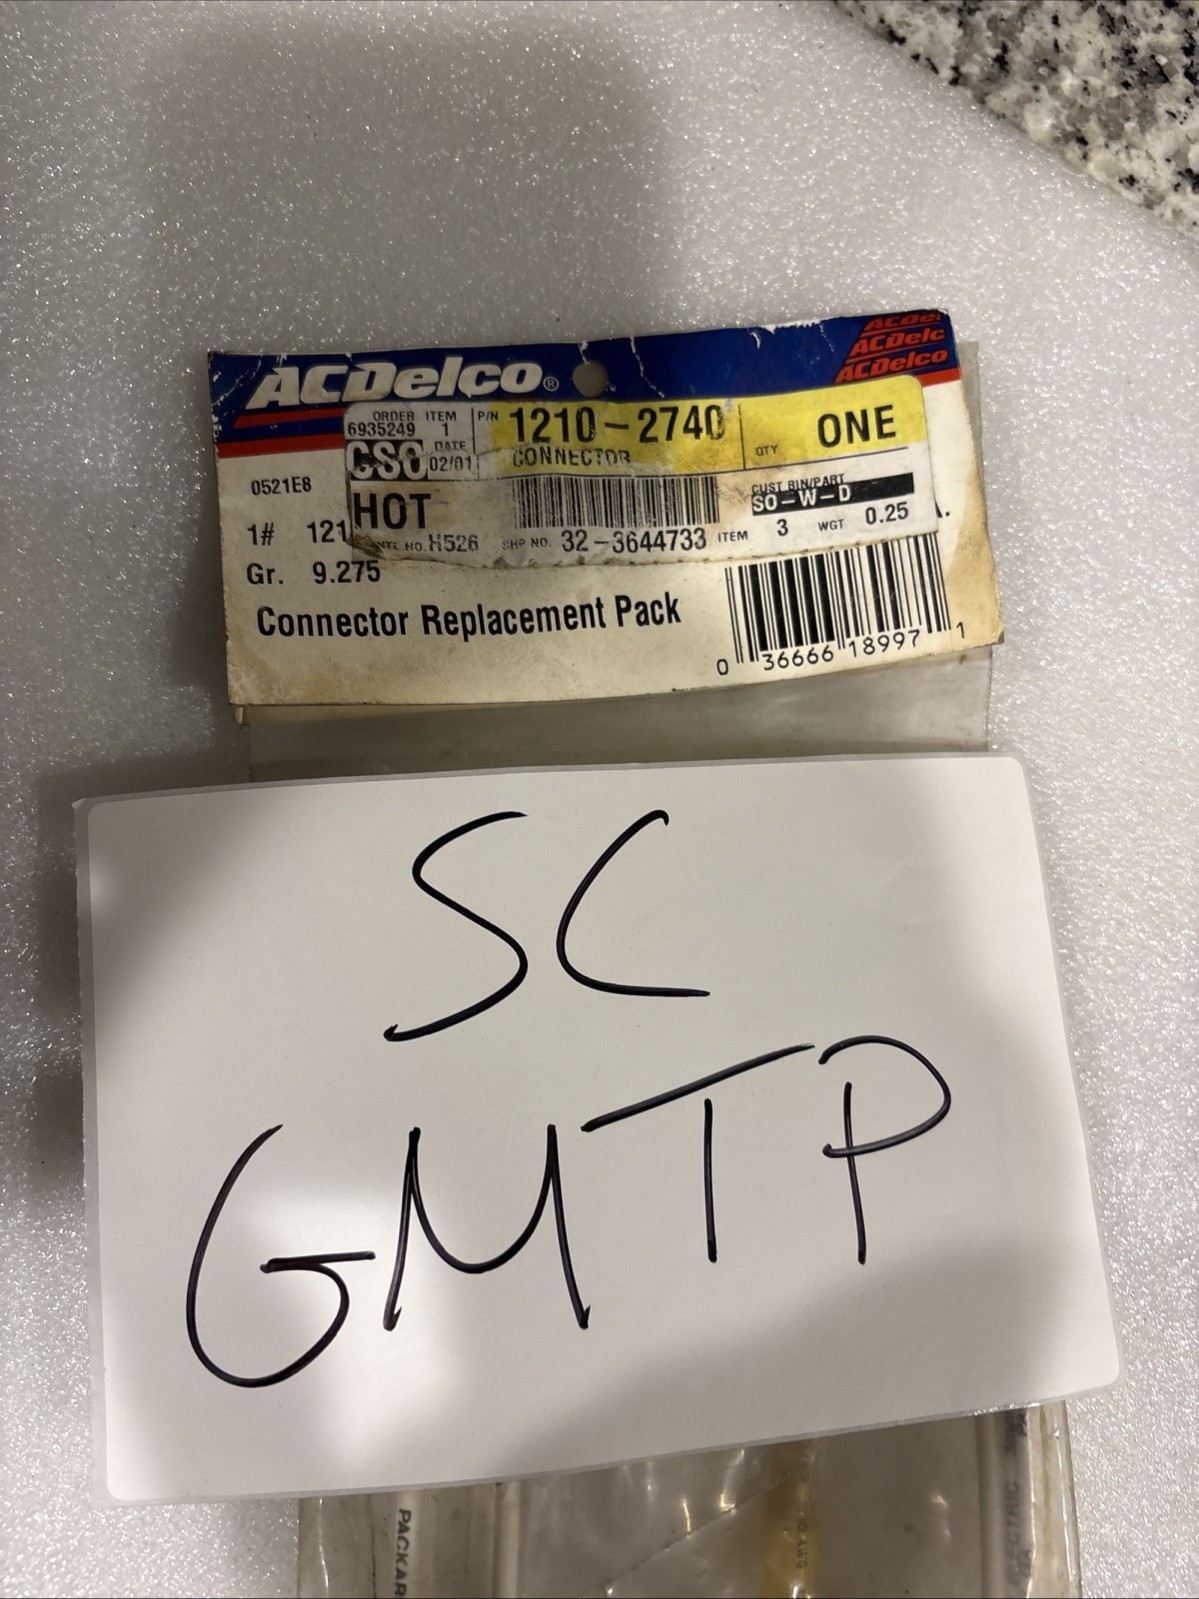 ACDelco®
ACDelc
ACDelco
ORDER ITEM P/N 1210-2740 QTY ONE
6935249 1
CSO DATE 02/01 CONNECTOR
0521E8
HOT
CUST BIN/PART
SO-W-D
1# 121
NO. H526 SHP NO. 32-3644733 ITEM 3 WGT 0.25
Gr. 9.275
Connector Replacement Pack
0 36666 18997 1
SC
GMTP
PACKAR